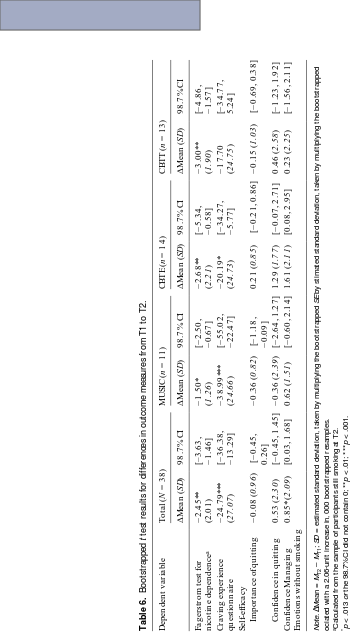 Table 6. Bootstrapped t test results for differences in outcome measures from T1 to T2.
Total (N = 38) MUSIC (n = 11) CBTE (n = 14) CBTT (n = 13)
Dependent variable ΔMean (SD) 98.7%CI ΔMean (SD) 98.7%CI ΔMean (SD) 98.7%CI ΔMean (SD) 98.7%CI
Fagerstrom test for −2.45** [−3.63, −1.50* [−2.50, −2.68** [−5.34, −3.00** [−4.86,
nicotine dependenceª (2.01) −1.46] (1.26) −0.67] (2.21) −0.58] (1.90) −1.57]
Craving experience −24.79*** [−36.38, −38.99*** [−55.02, −20.19* [−34.27, −17.70 [−34.77,
questionnaire (27.07) −13.29] (24.66) −22.47] (24.73) −5.77] (24.75) 5.24]
Self-efficacy
Importance of quitting −0.08 (0.96) [−0.45, −0.36 (0.82) [−1.18, 0.21 (0.85) [−0.21, 0.86] −0.15 (1.03) [−0.69, 0.38]
0.26] −0.09]
Confidence in quitting 0.53 (2.30) [−0.45, 1.45] −0.36 (2.39) [−2.64, 1.27] 1.29 (1.77) [−0.07, 2.71] 0.46 (2.58) [−1.23, 1.92]
Confidence Managing 0.85* (2.09) [0.03, 1.68] 0.62 (1.51) [−0.60, 2.14] 1.61 (2.11) [0.08, 2.95] 0.23 (2.25) [−1.56, 2.11]
Emotions without smoking
Note. ΔMean = M T2 − M T1; SD = estimated standard deviation, taken by multiplying the bootstrapped SE by stimated standard deviation, taken by multiplying the bootstrapped
ociated with a 2.06-unit increase in, 000 bootstrapped resamples.
ªCalculated from the sample of participants still smoking at T2.
*p < .013 or the 98.7%CI did not contain 0; **p < .01; ***p < .001.